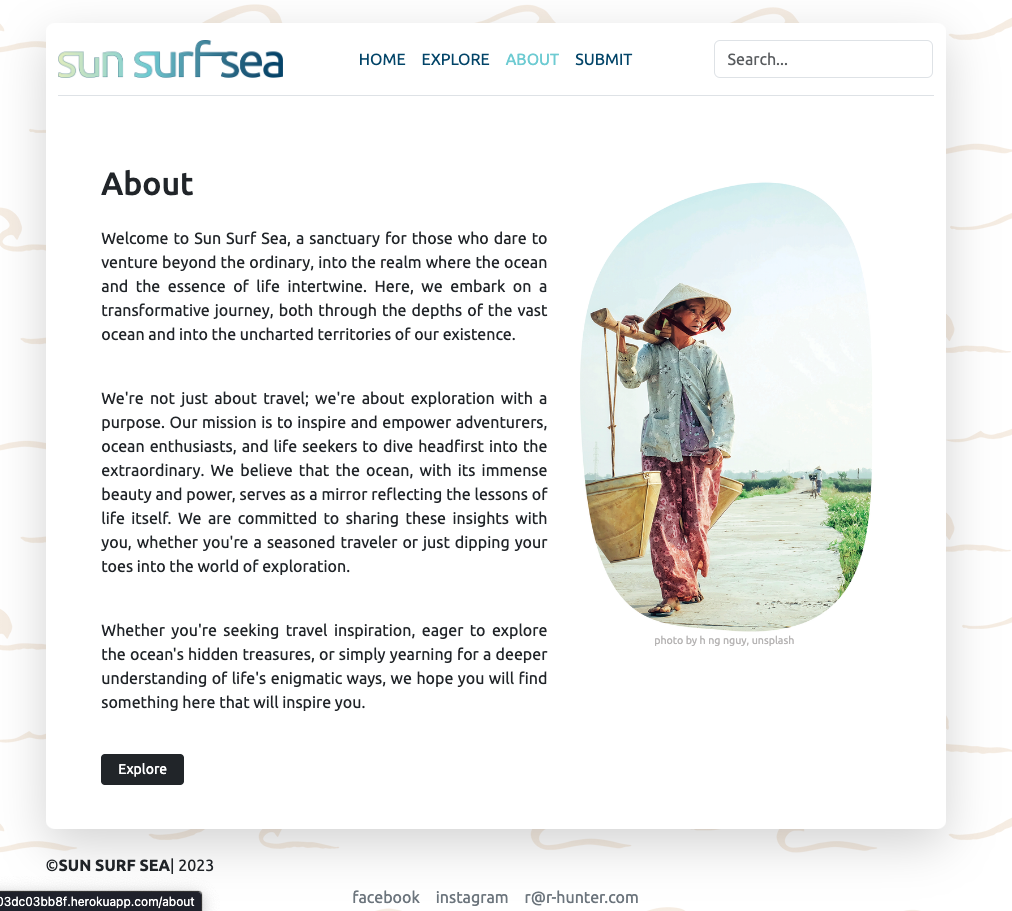 sun surf sea
HOME EXPLORE ABOUT SUBMIT
Search...
About
Welcome to Sun Surf Sea, a sanctuary for those who dare to
venture beyond the ordinary, into the realm where the ocean
and the essence of life intertwine. Here, we embark on a
transformative journey, both through the depths of the vast
ocean and into the uncharted territories of our existence.
We're not just about travel; we're about exploration with a
purpose. Our mission is to inspire and empower adventurers,
ocean enthusiasts, and life seekers to dive headfirst into the
extraordinary. We believe that the ocean, with its immense
beauty and power, serves as a mirror reflecting the lessons of
life itself. We are committed to sharing these insights with
you, whether you're a seasoned traveler or just dipping your
toes into the world of exploration.
Whether you're seeking travel inspiration, eager to explore
the ocean's hidden treasures, or simply yearning for a deeper
understanding of life's enigmatic ways, we hope you will find
something here that will inspire you.
Explore
photo by h ng nguy, unsplash
©SUN SURF SEA| 2023
facebook instagram r@r-hunter.com
03dc03bb8f.herokuapp.com/about